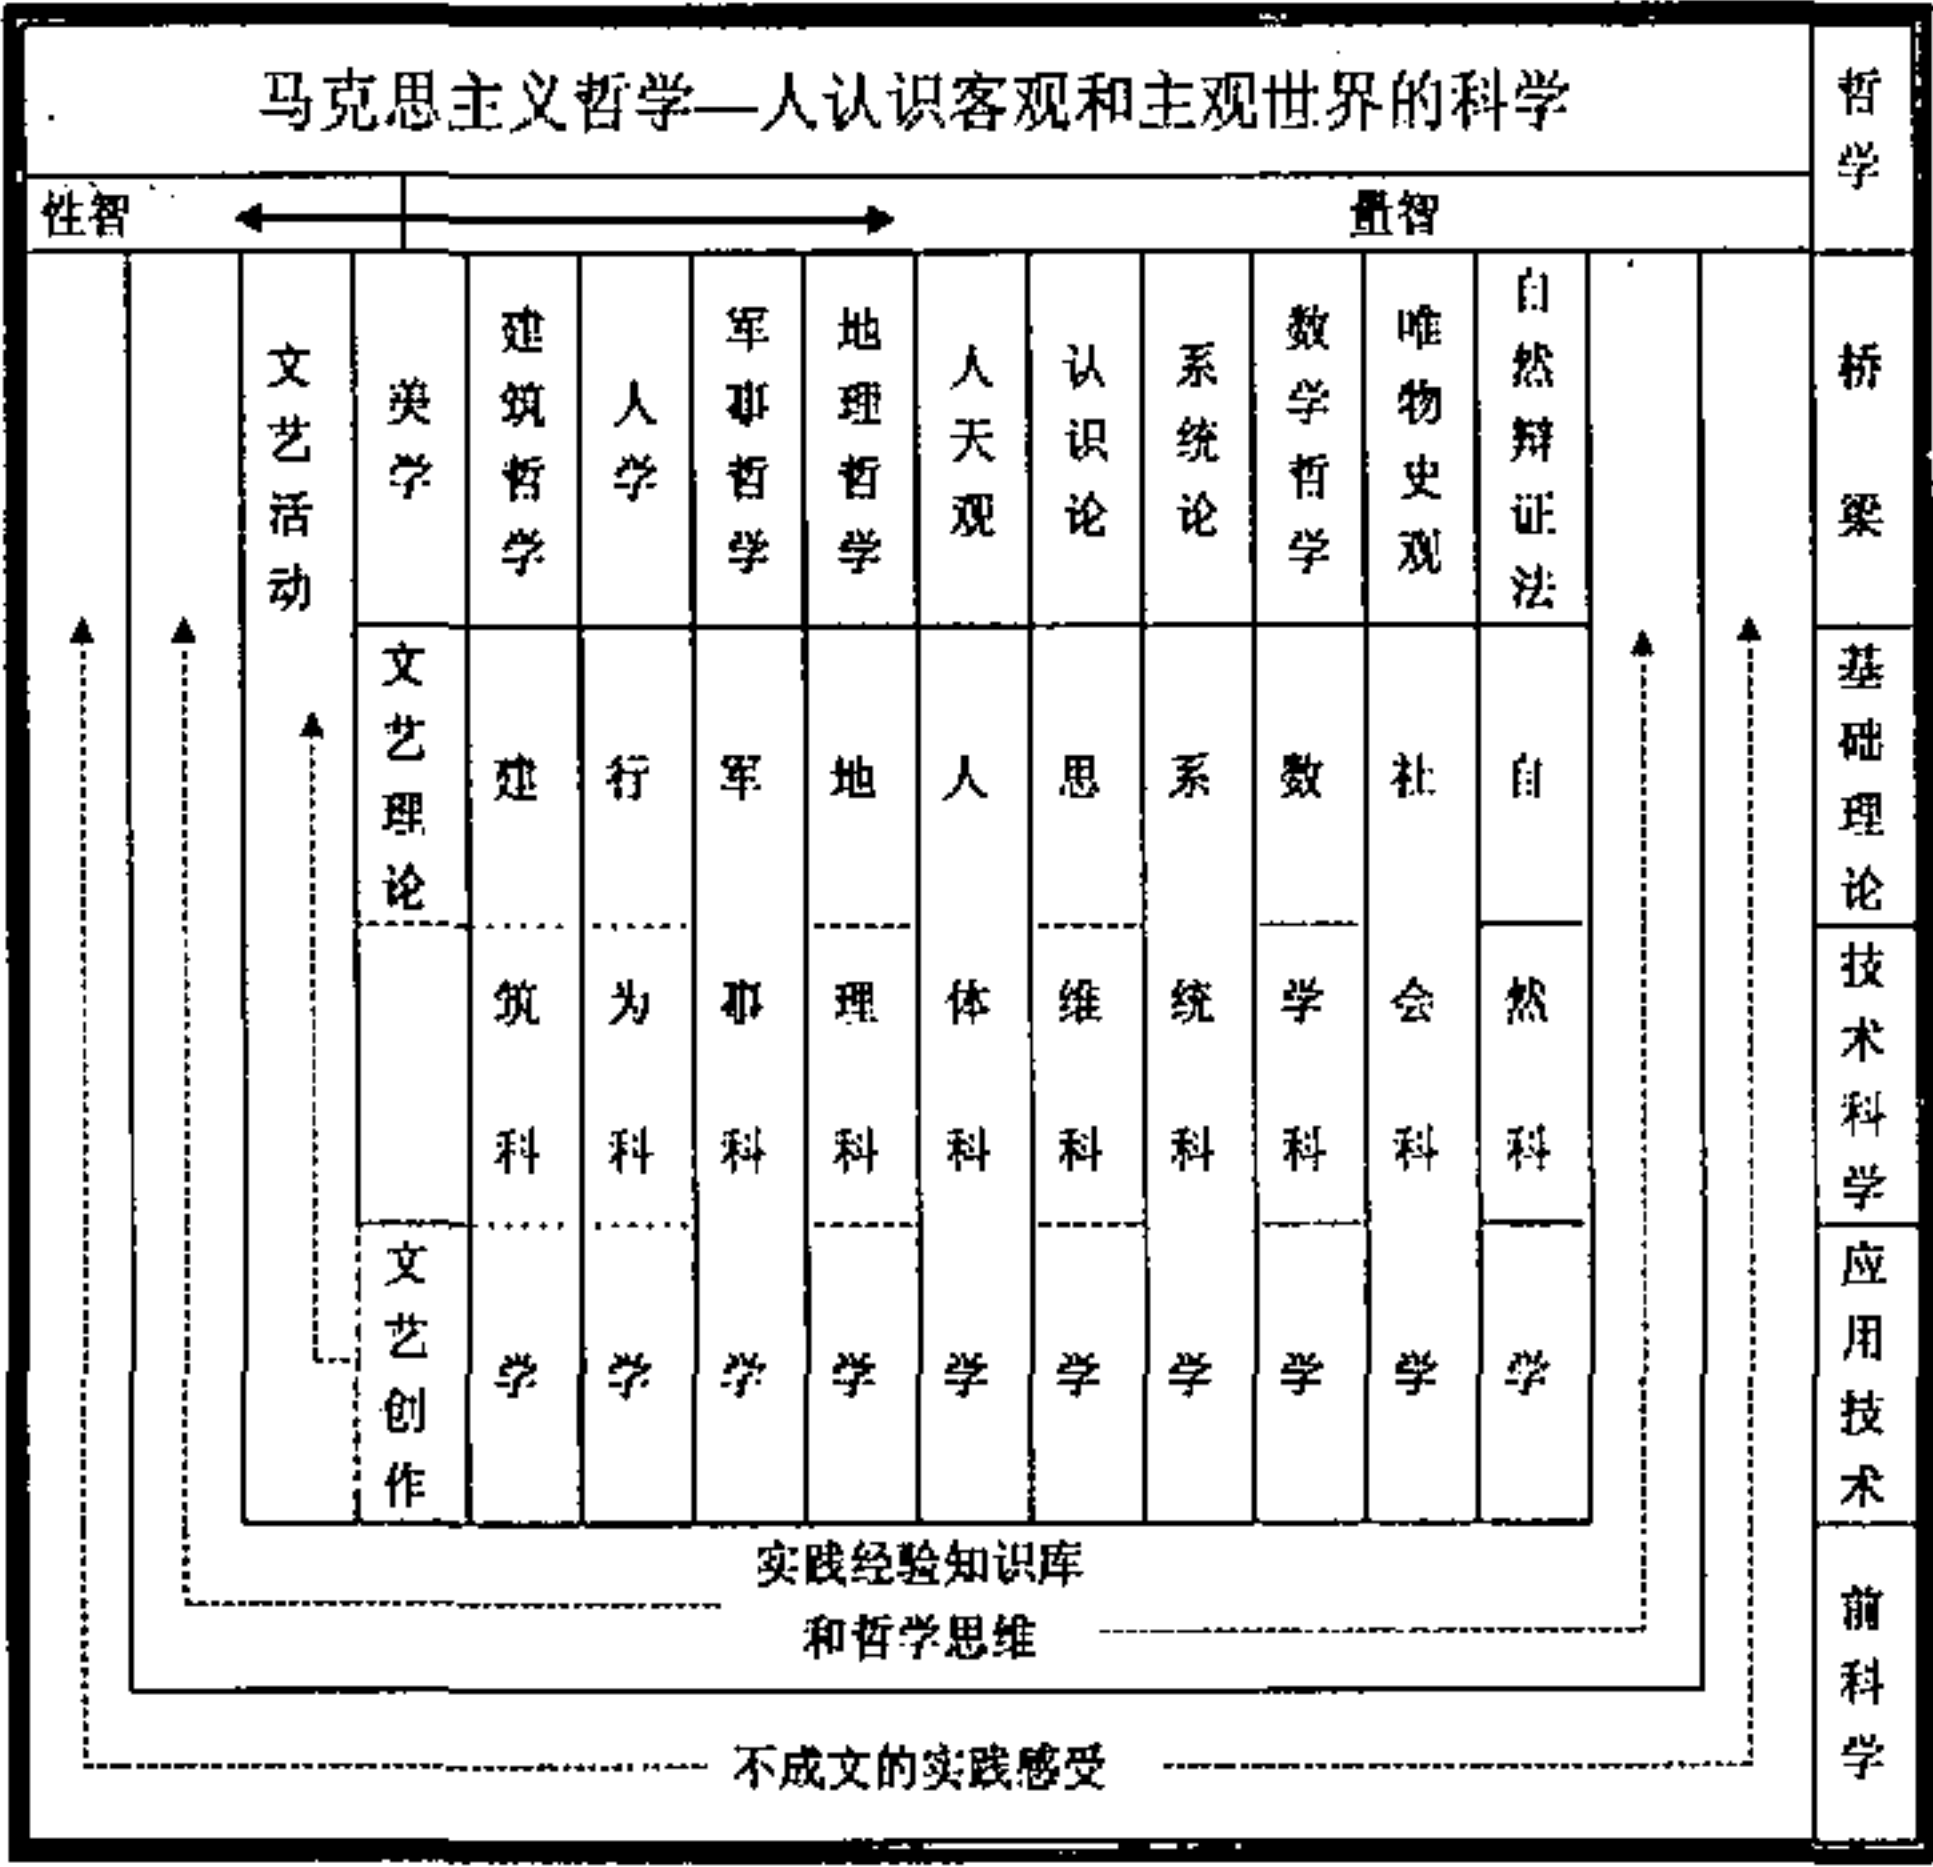 马克思主义哲学—人认识客观和主观世界的科学
哲学
性智
量智
文艺活动
美学
建筑哲学
人学
军事哲学
地理哲学
人天观
认识论
系统论
数学哲学
唯物史观
自然辩证法
桥梁
文艺理论
文艺创作
建筑科学
行为科学
军事科学
地理科学
人体科学
思维科学
系统科学
数学科学
社会科学
自然科学
基础理论
技术科学
应用技术
实践经验知识库
和哲学思维
不成文的实践感受
前科学